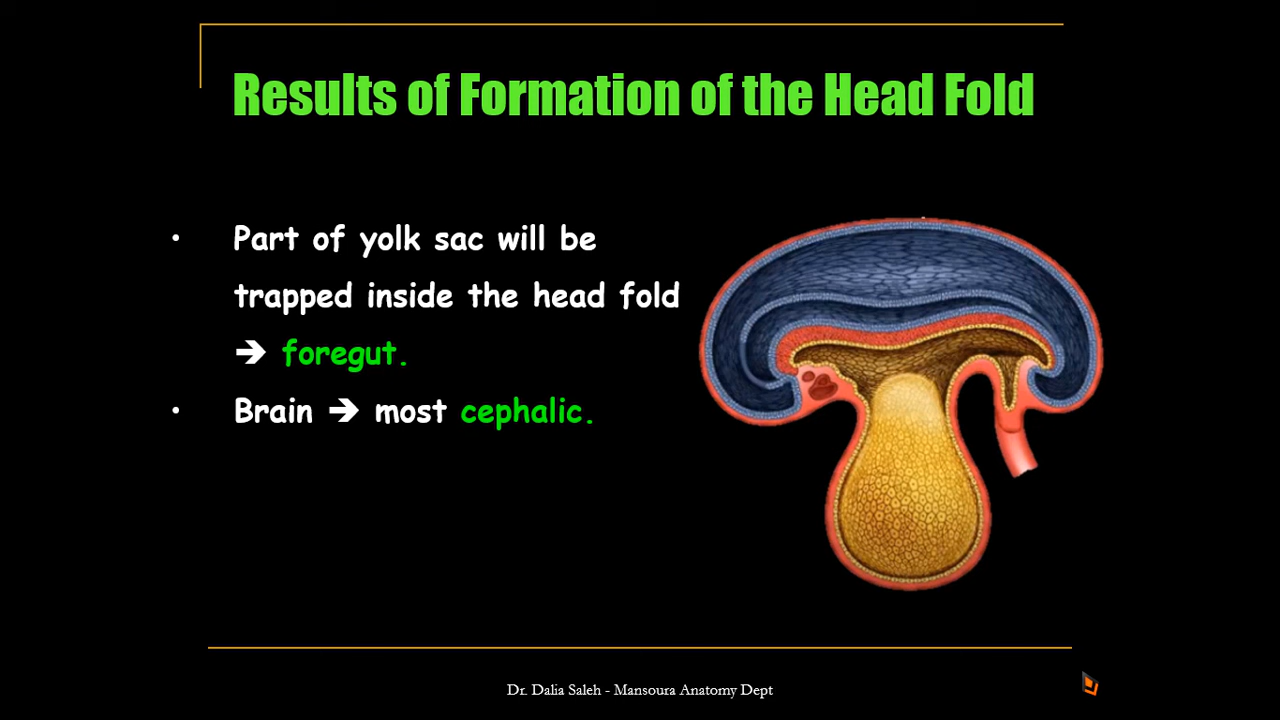 Results of Formation of the Head Fold
• Part of yolk sac will be
trapped inside the head fold
➔ foregut.
• Brain ➔ most cephalic.
Dr. Dalia Saleh - Mansoura Anatomy Dept